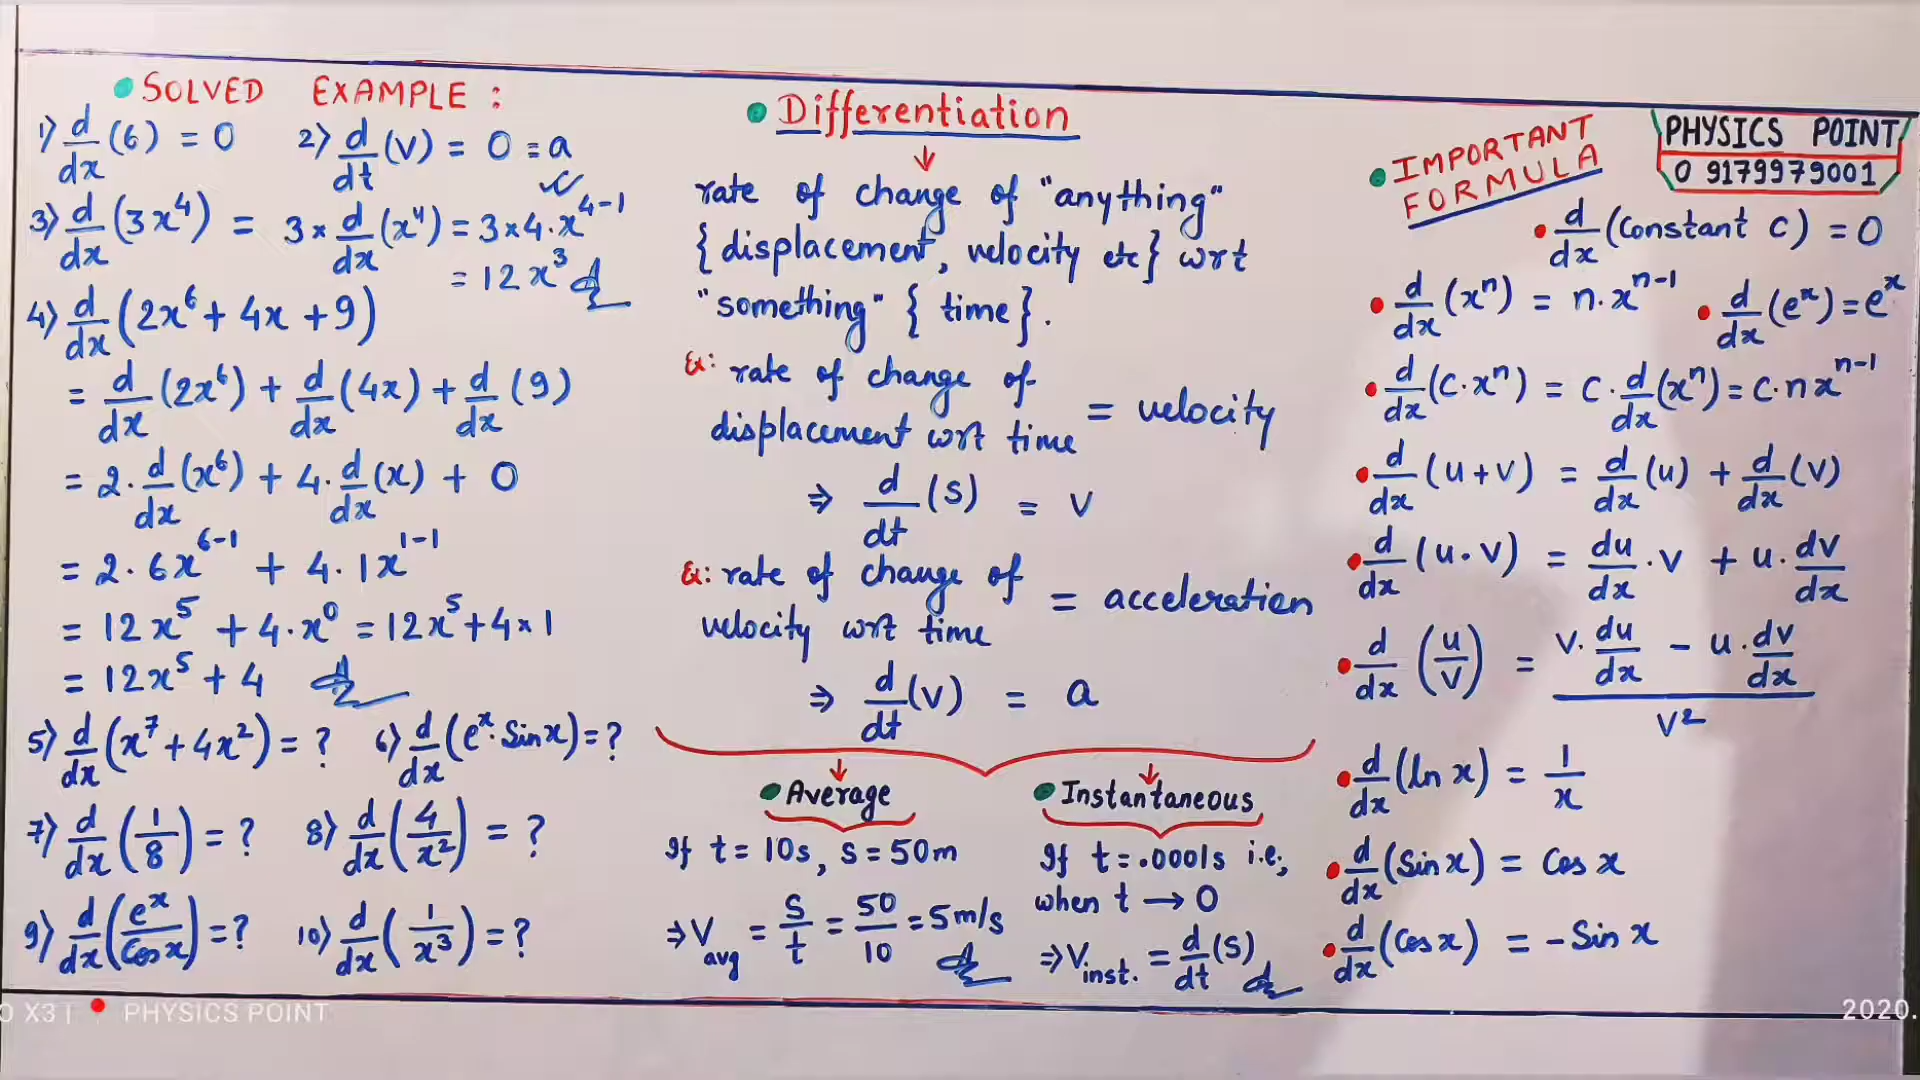 SOLVED EXAMPLE :
1) d/dx (6) = 0 2) d/dt (v) = 0 = a
3) d/dx (3x⁴) = 3 × d/dx (x⁴) = 3 × 4 · x⁴⁻¹
= 12x³
4) d/dx (2x⁶ + 4x + 9)
= d/dx (2x⁶) + d/dx (4x) + d/dx (9)
= 2 · d/dx (x⁶) + 4 · d/dx (x) + 0
= 2 · 6x⁶⁻¹ + 4 · 1x¹⁻¹
= 12x⁵ + 4 · x⁰ = 12x⁵ + 4 × 1
= 12x⁵ + 4
5) d/dx (x⁷ + 4x²) = ? 6) d/dx (eˣ · Sin x) = ?
7) d/dx (1/8) = ? 8) d/dx (4/x²) = ?
9) d/dx (eˣ/Cos x) = ? 10) d/dx (1/x³) = ?
Differentiation
↓
rate of change of "anything"
{displacement, velocity etc} wrt
"something" { time}.
Ex: rate of change of
displacement wrt time = velocity
⇒ d/dt (s) = v
Ex: rate of change of
velocity wrt time = acceleration
⇒ d/dt (v) = a
Average
If t = 10s, s = 50m
⇒ Vavg = S/t = 50/10 = 5 m/s
Instantaneous
If t = .0001s i.e,
when t → 0
⇒ Vinst. = d/dt (s)
PHYSICS POINT
0 9179979001
IMPORTANT
FORMULA
d/dx (Constant c) = 0
d/dx (xⁿ) = n · xⁿ⁻¹ d/dx (eˣ) = eˣ
d/dx (c · xⁿ) = c · d/dx (xⁿ) = c · n xⁿ⁻¹
d/dx (u + v) = d/dx (u) + d/dx (v)
d/dx (u · v) = du/dx · v + u · dv/dx
d/dx (u/v) = (v · du/dx − u · dv/dx) / v²
d/dx (ln x) = 1/x
d/dx (Sin x) = Cos x
d/dx (Cos x) = − Sin x
O X3 | PHYSICS POINT
2020.